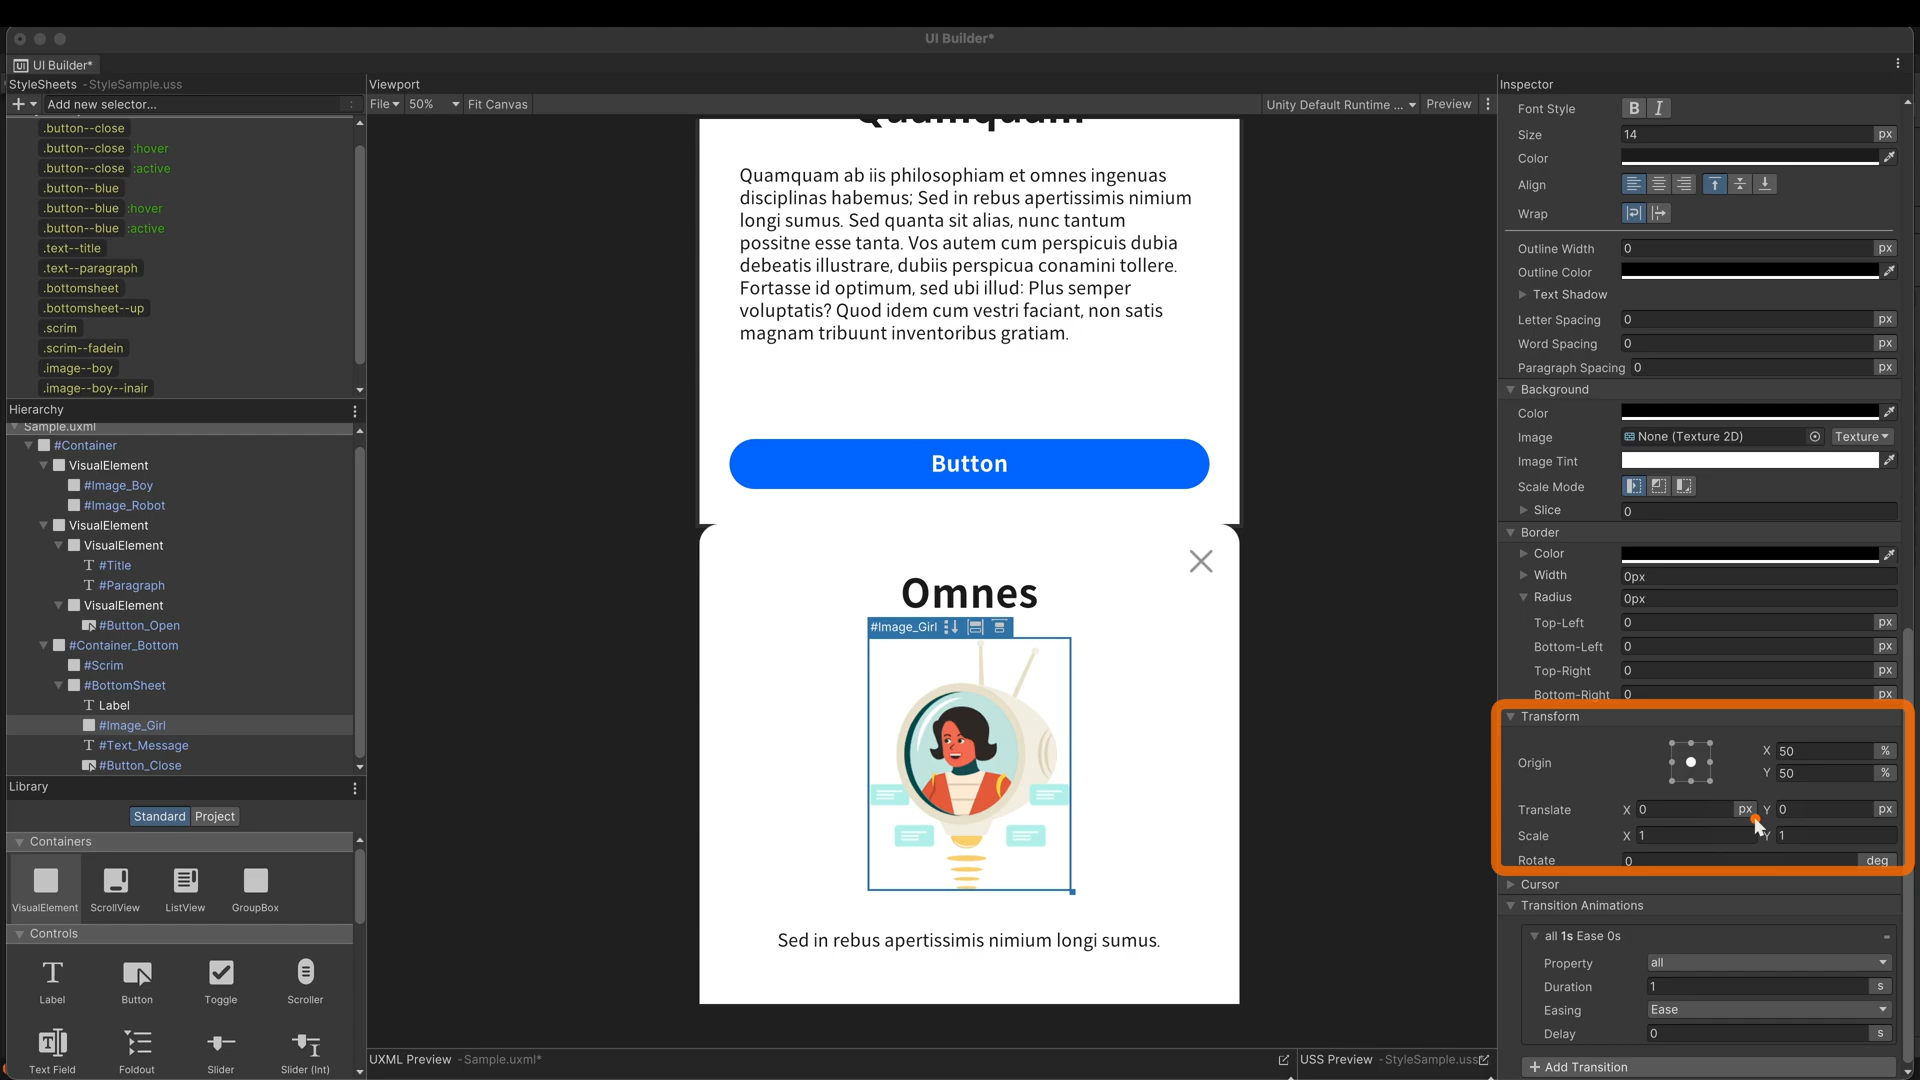 UI Builder*
UI Builder*
StyleSheets - StyleSample.uss
Add new selector...
.button--close
.button--close :hover
.button--close :active
.button--blue
.button--blue :hover
.button--blue :active
.text--title
.text--paragraph
.bottomsheet
.bottomsheet--up
.scrim
.scrim--fadein
.image--boy
.image--boy--inair
Hierarchy
Sample.uxml
#Container
VisualElement
#Image_Boy
#Image_Robot
VisualElement
VisualElement
#Title
#Paragraph
VisualElement
#Button_Open
#Container_Bottom
#Scrim
#BottomSheet
Label
#Image_Girl
#Text_Message
#Button_Close
Library
Standard Project
Containers
VisualElement ScrollView ListView GroupBox
Controls
Label Button Toggle Scroller
Text Field Foldout Slider Slider (Int)
Viewport
File 50% Fit Canvas
Unity Default Runtime ... Preview
Quamquam
Quamquam ab iis philosophiam et omnes ingenuas
disciplinas habemus; Sed in rebus apertissimis nimium
longi sumus. Sed quanta sit alias, nunc tantum
possitne esse tanta. Vos autem cum perspicuis dubia
debeatis illustrare, dubiis perspicua conamini tollere.
Fortasse id optimum, sed ubi illud: Plus semper
voluptatis? Quod idem cum vestri faciant, non satis
magnam tribuunt inventoribus gratiam.
Button
Omnes
#Image_Girl
Sed in rebus apertissimis nimium longi sumus.
UXML Preview - Sample.uxml*
USS Preview - StyleSample.uss
Inspector
Font Style B I
Size 14 px
Color
Align
Wrap
Outline Width 0 px
Outline Color
Text Shadow
Letter Spacing 0 px
Word Spacing 0 px
Paragraph Spacing 0 px
Background
Color
Image None (Texture 2D) Texture
Image Tint
Scale Mode
Slice 0
Border
Color
Width 0px
Radius 0px
Top-Left 0 px
Bottom-Left 0 px
Top-Right 0 px
Bottom-Right 0 px
Transform
Origin X 50 %
Y 50 %
Translate X 0 px Y 0 px
Scale X 1 Y 1
Rotate 0 deg
Cursor
Transition Animations
all 1s Ease 0s
Property all
Duration 1 s
Easing Ease
Delay 0 s
+ Add Transition